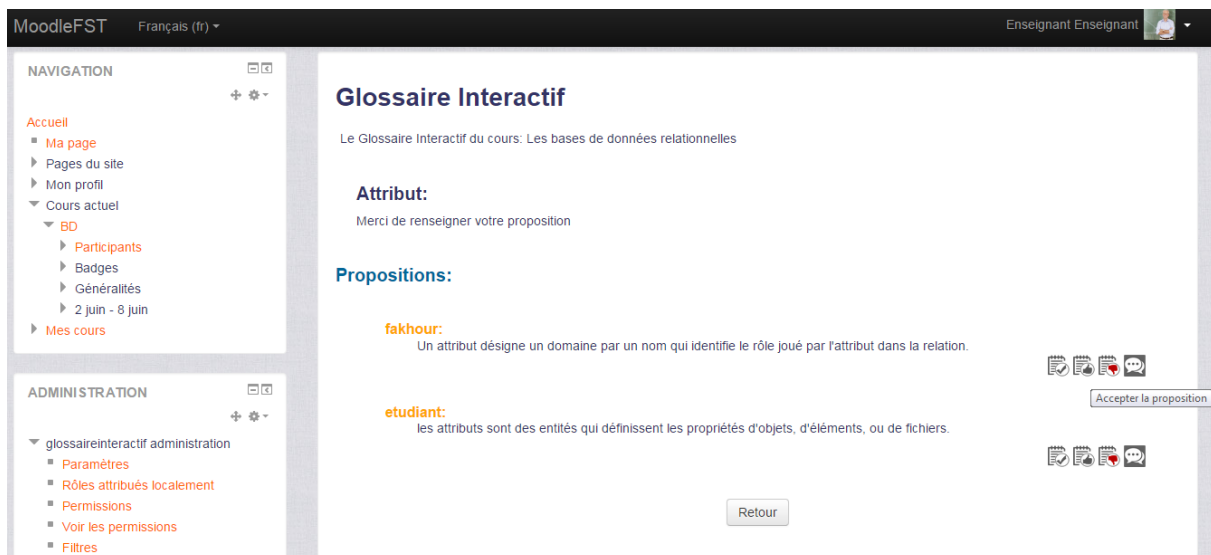 MoodleFST Français (fr) Enseignant Enseignant
NAVIGATION
Accueil
Ma page
Pages du site
Mon profil
Cours actuel
BD
Participants
Badges
Généralités
2 juin - 8 juin
Mes cours
ADMINISTRATION
glossaireinteractif administration
Paramètres
Rôles attribués localement
Permissions
Voir les permissions
Filtres
Glossaire Interactif
Le Glossaire Interactif du cours: Les bases de données relationnelles
Attribut:
Merci de renseigner votre proposition
Propositions:
fakhour:
Un attribut désigne un domaine par un nom qui identifie le rôle joué par l'attribut dans la relation.
Accepter la proposition
etudiant:
les attributs sont des entités qui définissent les propriétés d'objets, d'éléments, ou de fichiers.
Retour